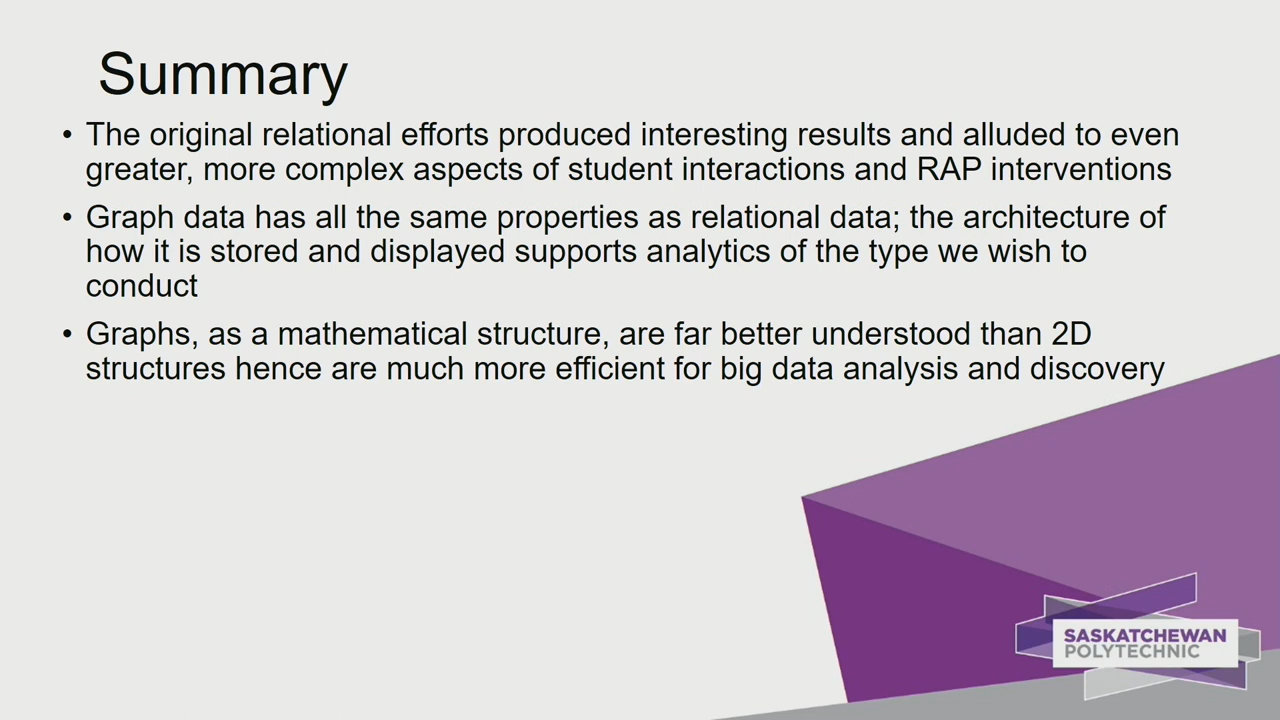 Summary
• The original relational efforts produced interesting results and alluded to even
greater, more complex aspects of student interactions and RAP interventions
• Graph data has all the same properties as relational data; the architecture of
how it is stored and displayed supports analytics of the type we wish to
conduct
• Graphs, as a mathematical structure, are far better understood than 2D
structures hence are much more efficient for big data analysis and discovery
SASKATCHEWAN
POLYTECHNIC